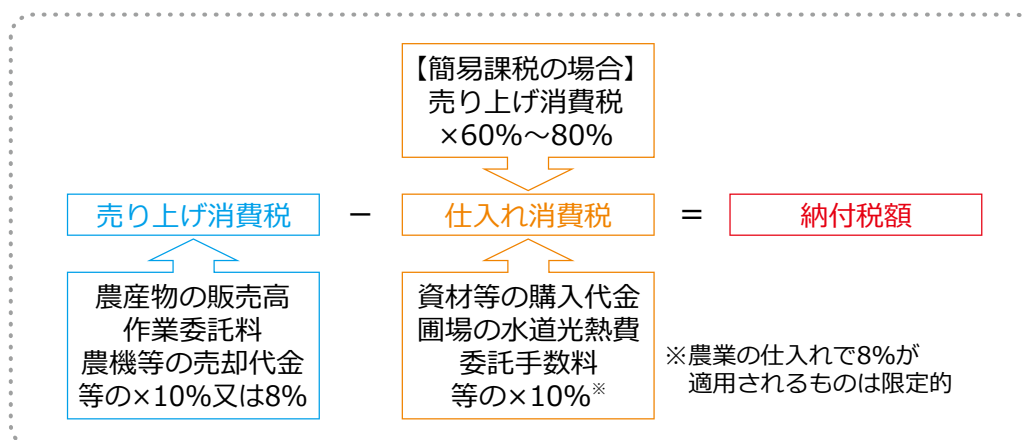 【簡易課税の場合】
売り上げ消費税
×60%～80%
売り上げ消費税 － 仕入れ消費税 ＝ 納付税額
農産物の販売高
作業委託料
農機等の売却代金
等の×10%又は8%
資材等の購入代金
圃場の水道光熱費
委託手数料
等の×10%※
※農業の仕入れで8%が
適用されるものは限定的